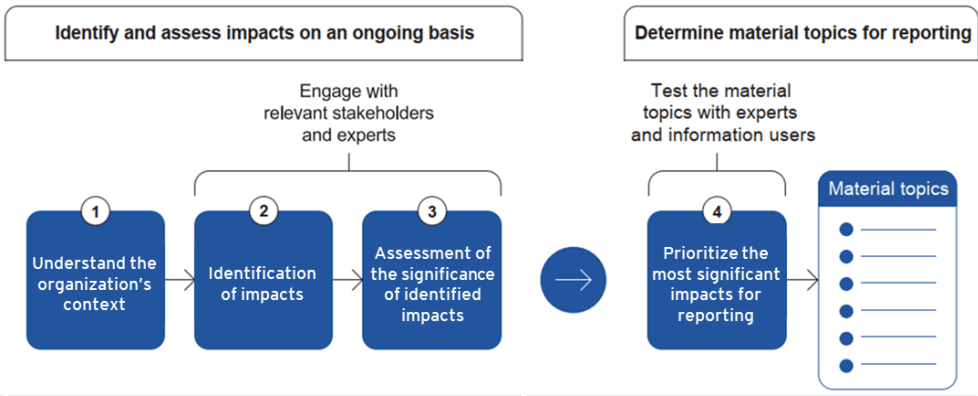 Identify and assess impacts on an ongoing basis
Determine material topics for reporting
Engage with
relevant stakeholders
and experts
Test the material
topics with experts
and information users
1
Understand the
organization's
context
2
Identification
of impacts
3
Assessment of
the significance
of identified
impacts
4
Prioritize the
most significant
impacts for
reporting
Material topics